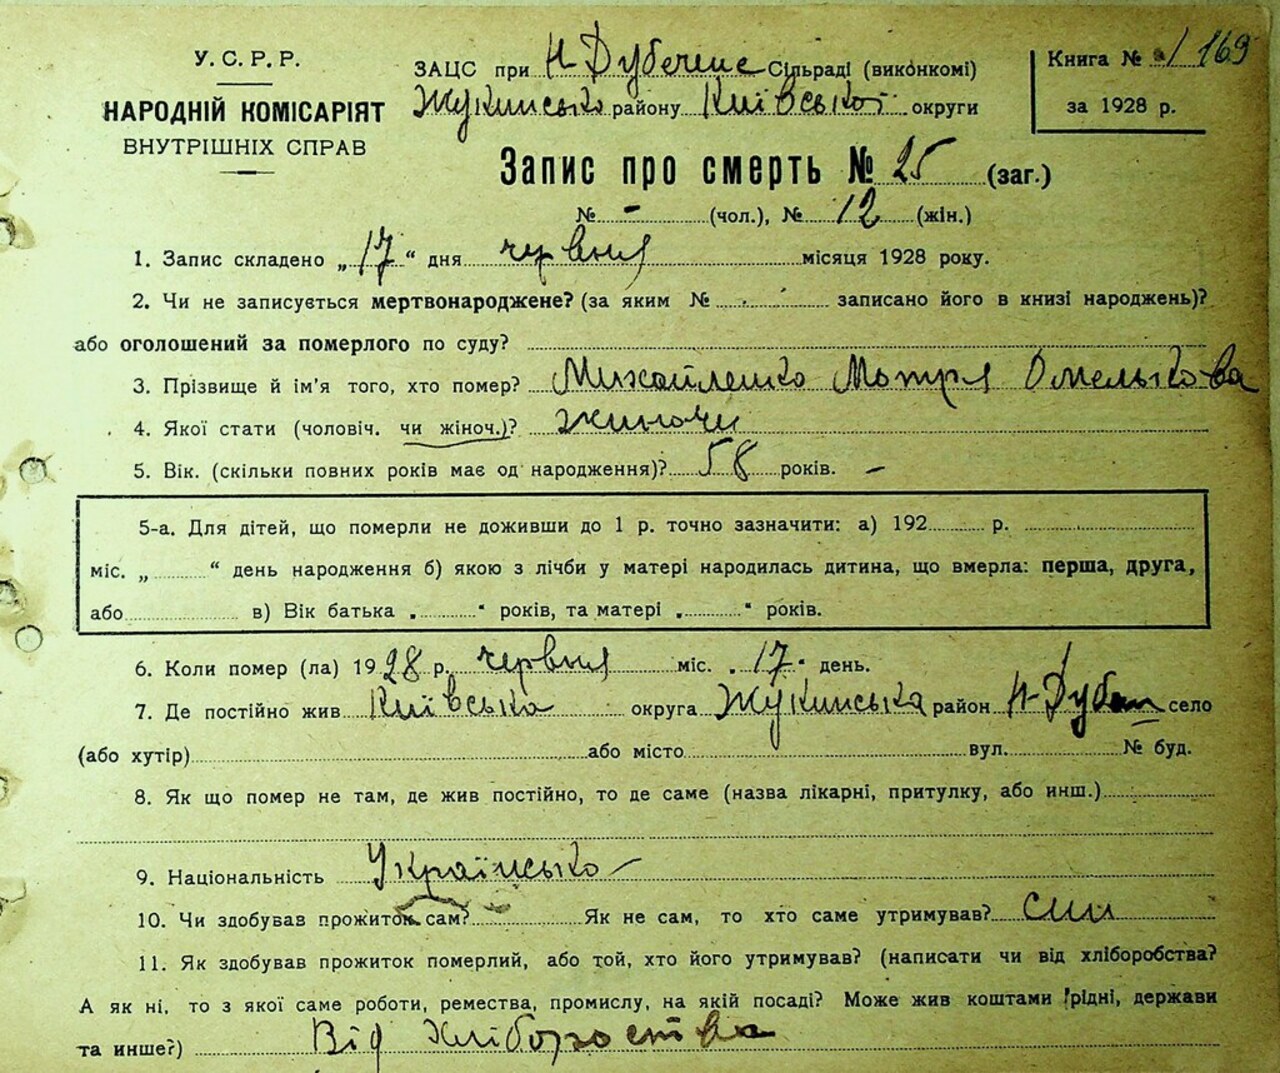 У. С. Р. Р.
НАРОДНІЙ КОМІСАРІЯТ
ВНУТРІШНІХ СПРАВ
ЗАЦС при Н-Дубечнс Сільраді (виконкомі)
Жукинсько району Київської округи
Книга № 1 169
за 1928 р.
Запис про смерть № 25 (заг.)
№ - (чол.), № 12 (жін.)
1. Запис складено „17“ дня червня місяця 1928 року.
2. Чи не записується мертвонароджене? (за яким № записано його в книзі народжень)?
або оголошений за померлого по суду?
3. Прізвище й ім'я того, хто помер? Михайленко Мотря Омелькова
4. Якої стати (чоловіч. чи жіноч.)? жиночи
5. Вік. (скільки повних років має од народження)? 58 років. —
5-а. Для дітей, що померли не доживши до 1 р. точно зазначити: а) 192 р.
міс. „ “ день народження б) якою з лічби у матері народилась дитина, що вмерла: перша, друга,
або в) Вік батька „ “ років, та матері „ “ років.
6. Коли помер (ла) 1928 р. червня міс. „17“ день.
7. Де постійно жив Київська округа Жукинська район Н-Дубеч село
(або хутір) або місто вул. № буд.
8. Як що помер не там, де жив постійно, то де саме (назва лікарні, притулку, або инш.)
9. Національність Українсько
10. Чи здобував прожиток сам? Як не сам, то хто саме утримував? син
11. Як здобував прожиток померлий, або той, хто його утримував? (написати чи від хліборобства?
А як ні, то з якої саме роботи, ремества, промислу, на якій посаді? Може жив коштами рідні, держави
та инше?) Від Хлібороства